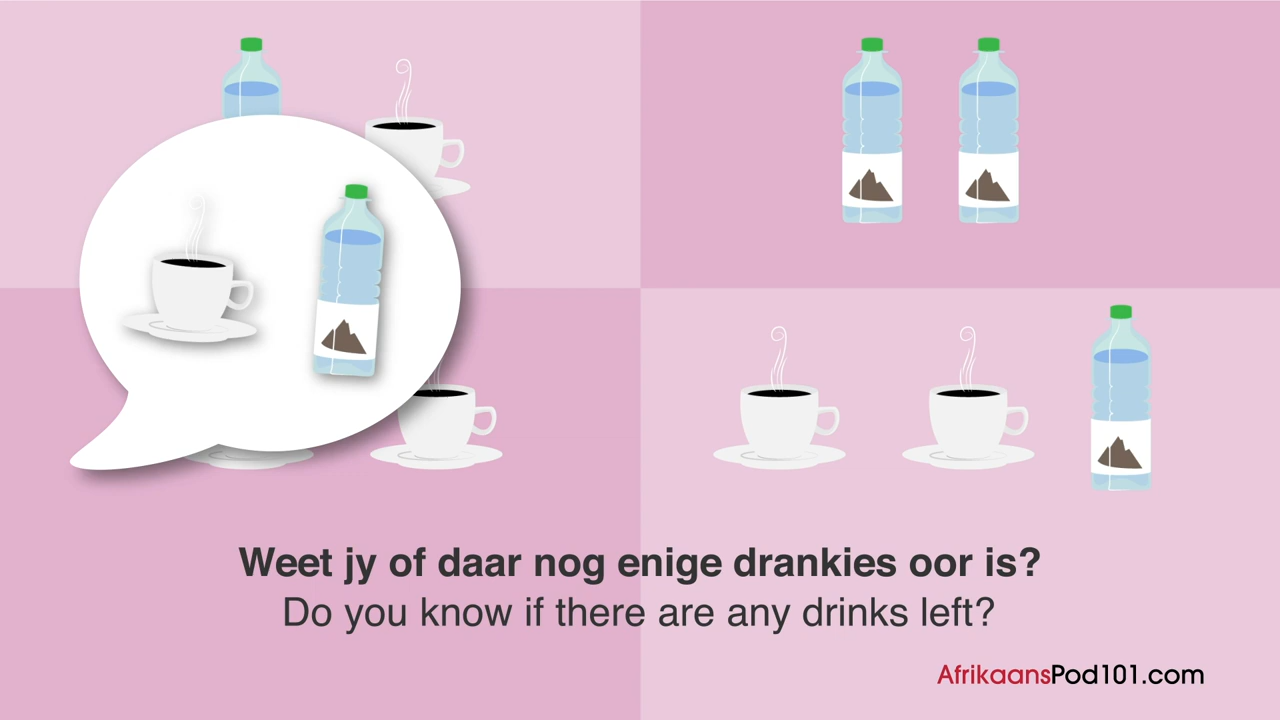 Weet jy of daar nog enige drankies oor is?
Do you know if there are any drinks left?
AfrikaansPod101.com